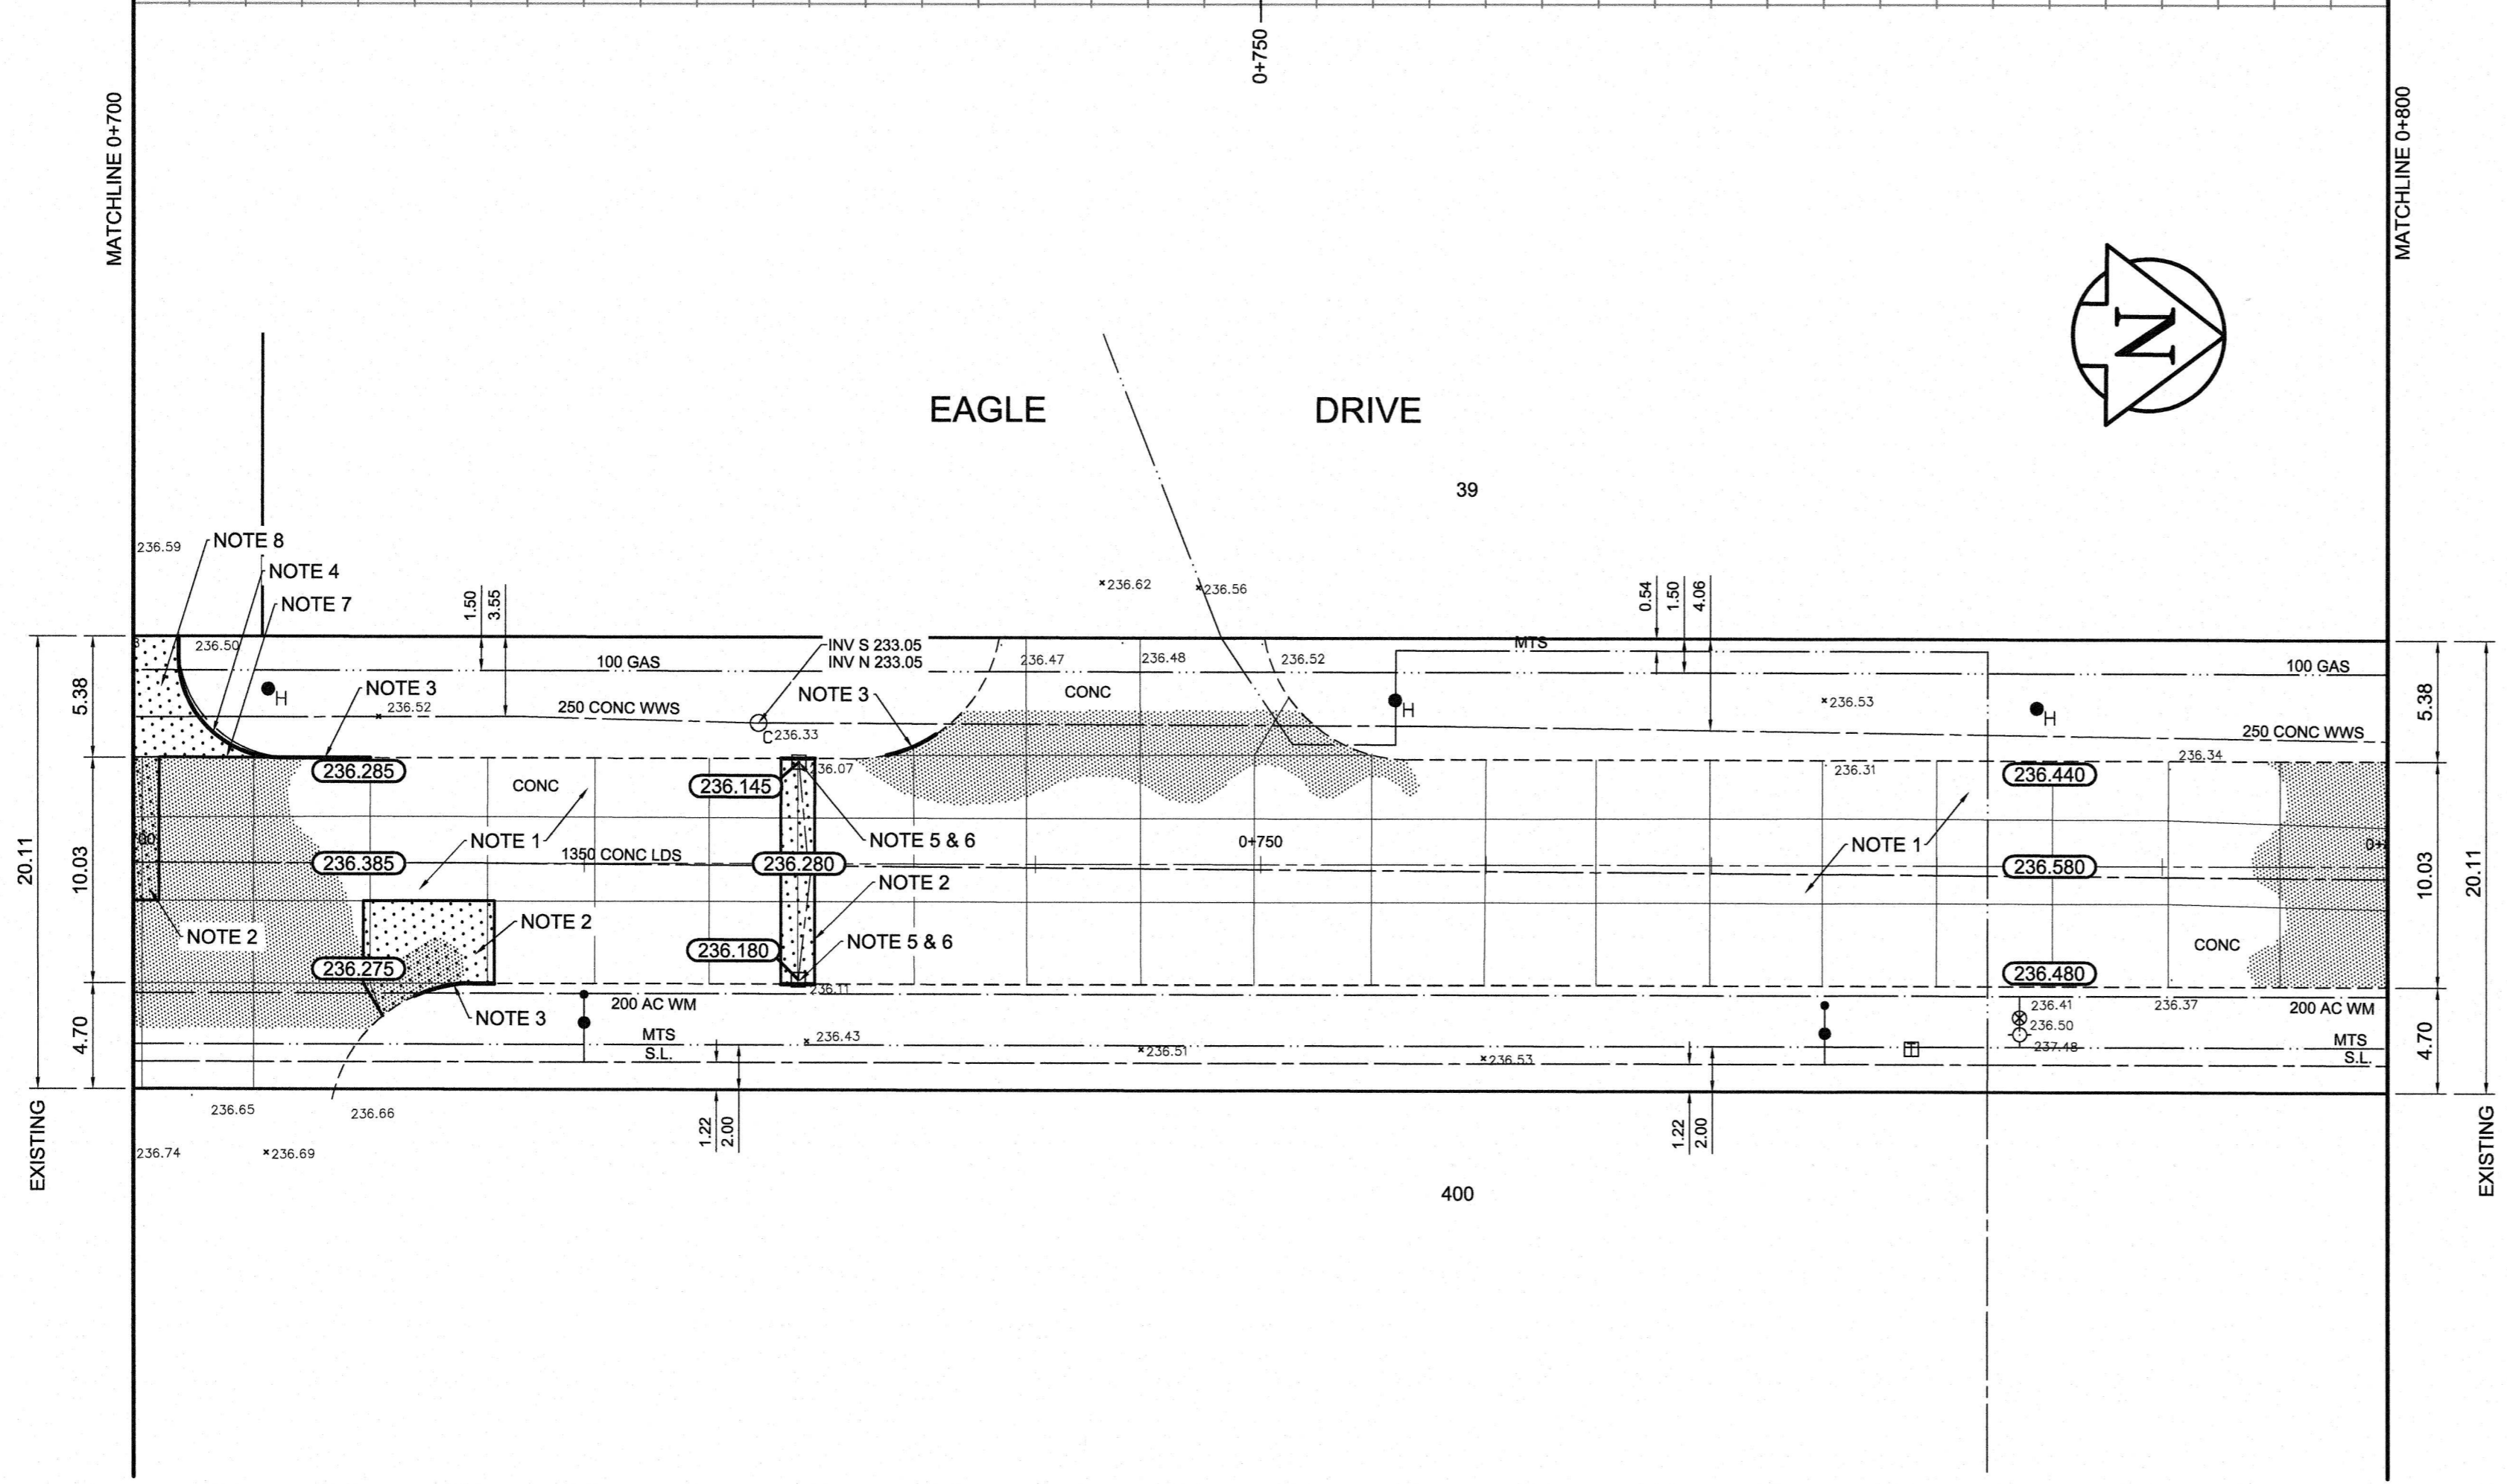 0+750
MATCHLINE 0+700
MATCHLINE 0+800
N
EAGLE DRIVE
39
NOTE 8
236.59
NOTE 4
NOTE 7
1.50
3.55
236.62
236.56
0.54
1.50
4.06
236.50
INV S 233.05
INV N 233.05
MTS
100 GAS
236.47
236.48
236.52
100 GAS
H
NOTE 3
236.52
250 CONC WWS
NOTE 3
CONC
H
236.53
H
5.38
5.38
C
236.33
250 CONC WWS
236.34
236.285
236.07
236.31
236.440
CONC
236.145
NOTE 1
NOTE 5 & 6
0+750
NOTE 1
20.11
10.03
236.385
1350 CONC LDS
236.280
236.580
10.03
20.11
NOTE 2
NOTE 2
NOTE 2
236.180
NOTE 5 & 6
CONC
236.275
236.480
236.11
NOTE 3
200 AC WM
236.41
236.37
200 AC WM
236.50
4.70
MTS
236.43
237.48
MTS
4.70
S.L.
236.51
236.53
S.L.
236.65
236.66
EXISTING
1.22
2.00
1.22
2.00
EXISTING
236.74
236.69
400